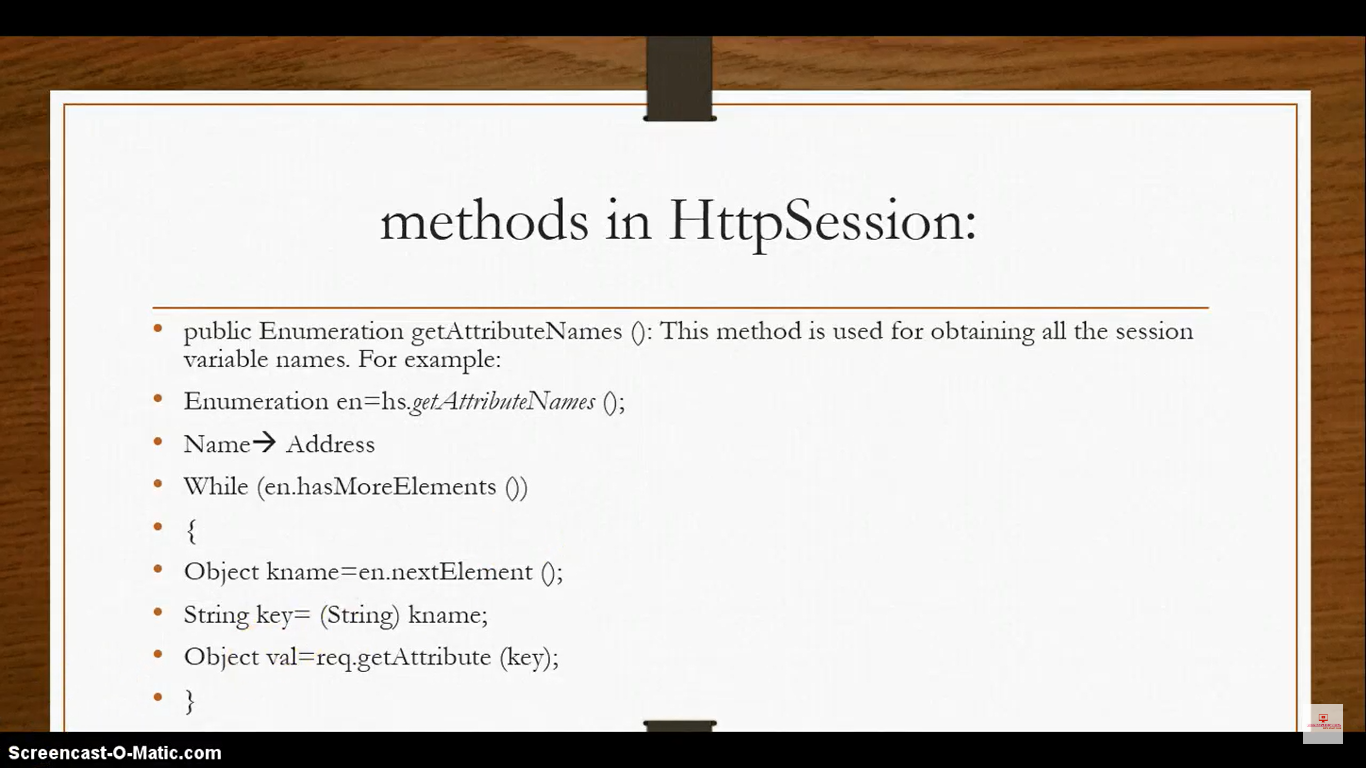 methods in HttpSession:
• public Enumeration getAttributeNames (): This method is used for obtaining all the session
variable names. For example:
• Enumeration en=hs.getAttributeNames ();
• Name→ Address
• While (en.hasMoreElements ())
• {
• Object kname=en.nextElement ();
• String key= (String) kname;
• Object val=req.getAttribute (key);
• }
Screencast-O-Matic.com